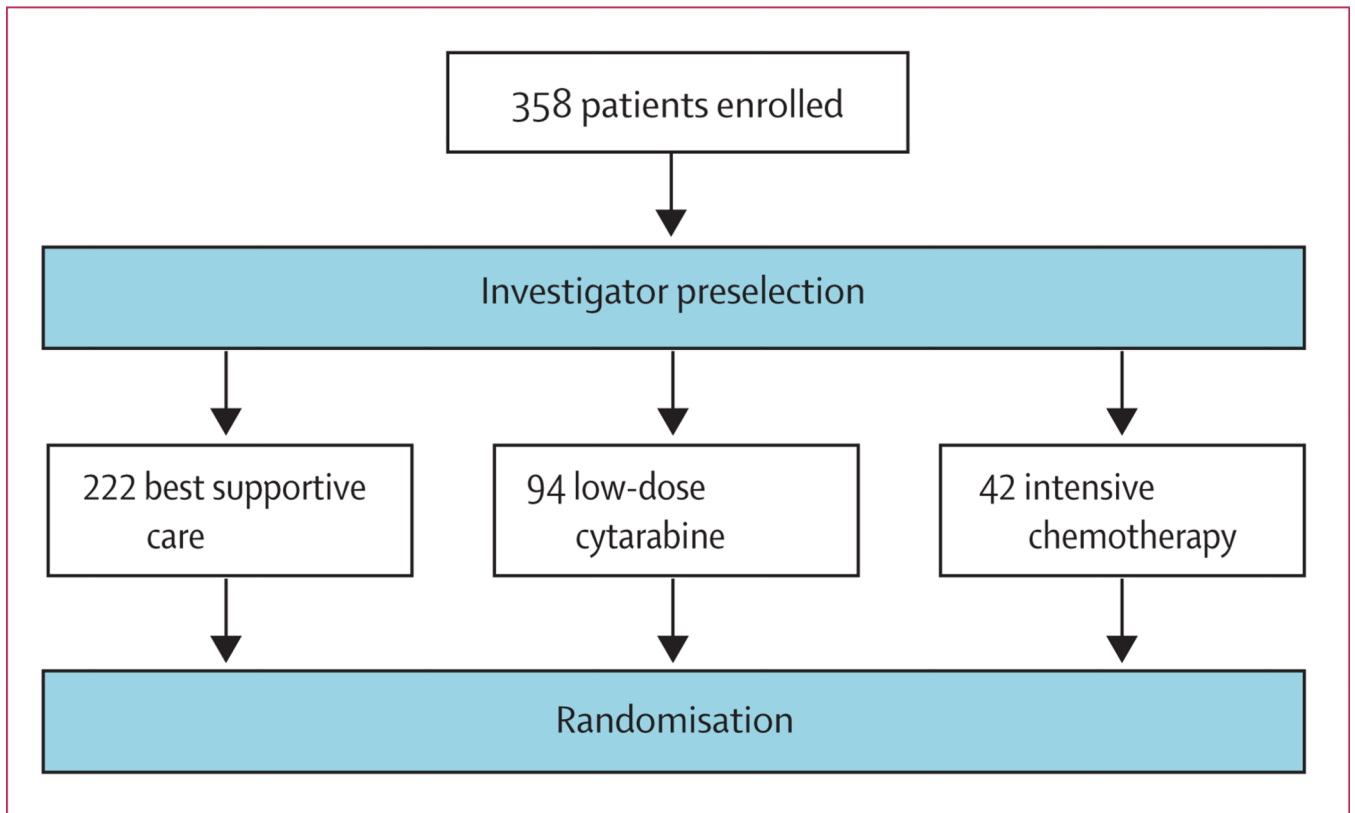 358 patients enrolled
Investigator preselection
222 best supportive
care
94 low-dose
cytarabine
42 intensive
chemotherapy
Randomisation